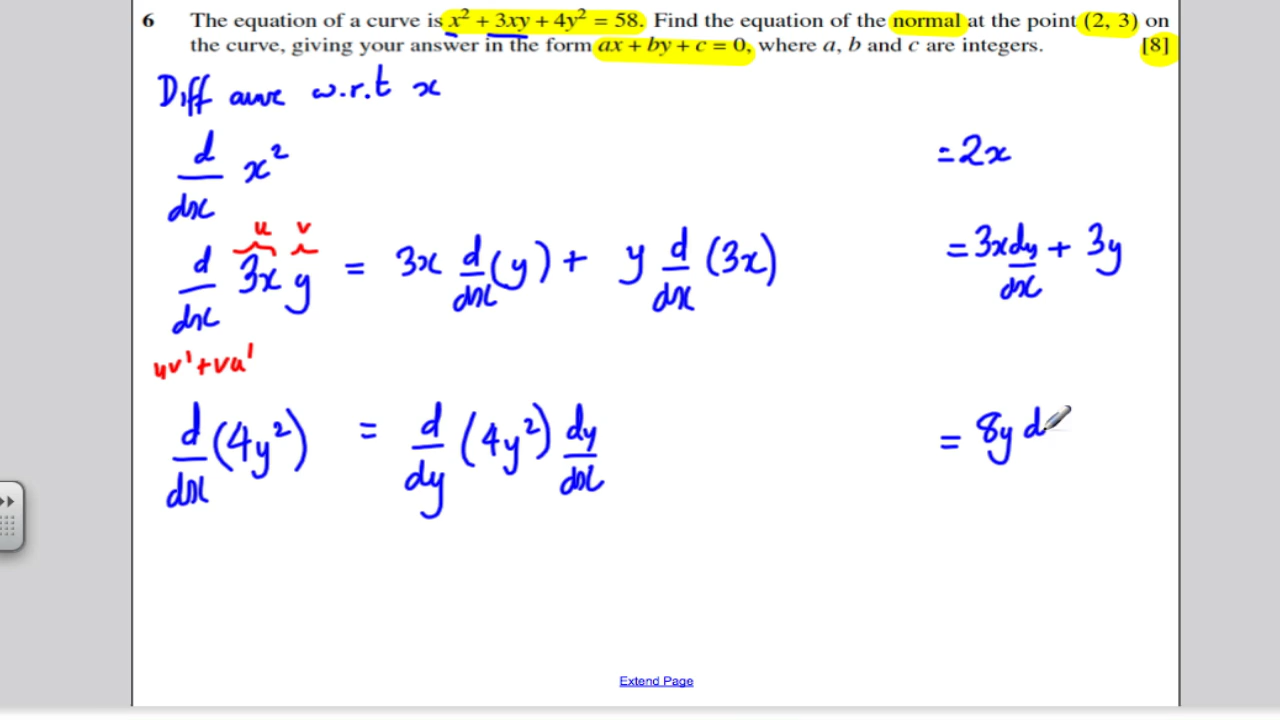 6 The equation of a curve is x² + 3xy + 4y² = 58. Find the equation of the normal at the point (2, 3) on
the curve, giving your answer in the form ax + by + c = 0, where a, b and c are integers. [8]
Diff curve w.r.t x
d/dx x² = 2x
u v
d/dx 3x y = 3x d/dx (y) + y d/dx (3x) = 3x dy/dx + 3y
uv' + vu'
d/dx (4y²) = d/dy (4y²) dy/dx = 8y d
Extend Page